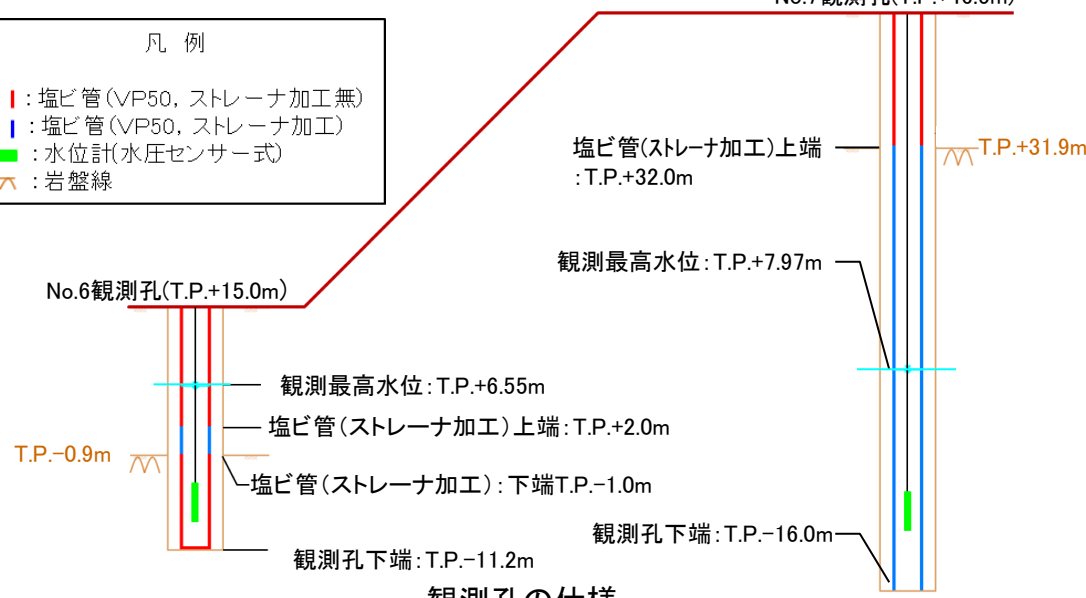 凡 例
: 塩ビ管(VP50, ストレーナ加工無)
: 塩ビ管(VP50, ストレーナ加工)
: 水位計(水圧センサー式)
: 岩盤線
塩ビ管(ストレーナ加工)上端
:T.P.+32.0m
T.P.+31.9m
観測最高水位:T.P.+7.97m
No.6観測孔(T.P.+15.0m)
観測最高水位:T.P.+6.55m
塩ビ管(ストレーナ加工)上端:T.P.+2.0m
T.P.-0.9m
塩ビ管(ストレーナ加工):下端T.P.-1.0m
観測孔下端:T.P.-16.0m
観測孔下端:T.P.-11.2m
観測孔の仕様